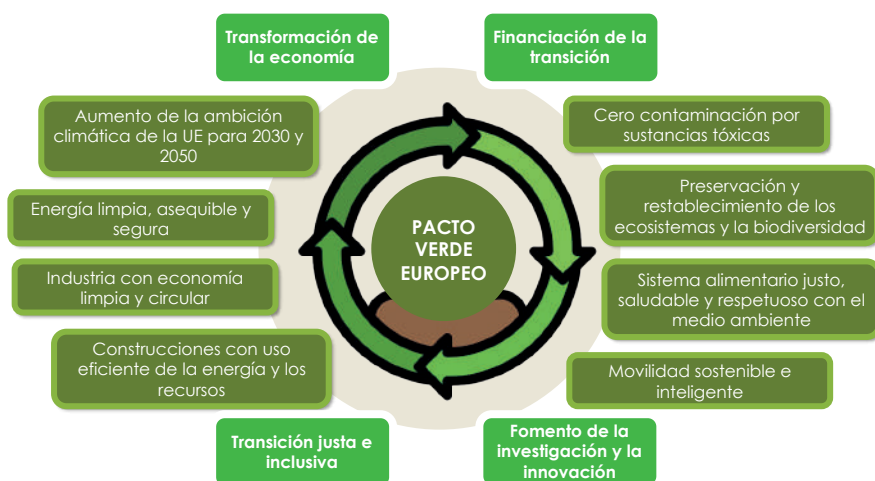 Transformación de
la economía
Financiación de la
transición
Aumento de la ambición
climática de la UE para 2030 y
2050
Energía limpia, asequible y
segura
Industria con economía
limpia y circular
Construcciones con uso
eficiente de la energía y los
recursos
PACTO
VERDE
EUROPEO
Cero contaminación por
sustancias tóxicas
Preservación y
restablecimiento de los
ecosistemas y la biodiversidad
Sistema alimentario justo,
saludable y respetuoso con el
medio ambiente
Movilidad sostenible e
inteligente
Transición justa e
inclusiva
Fomento de la
investigación y la
innovación